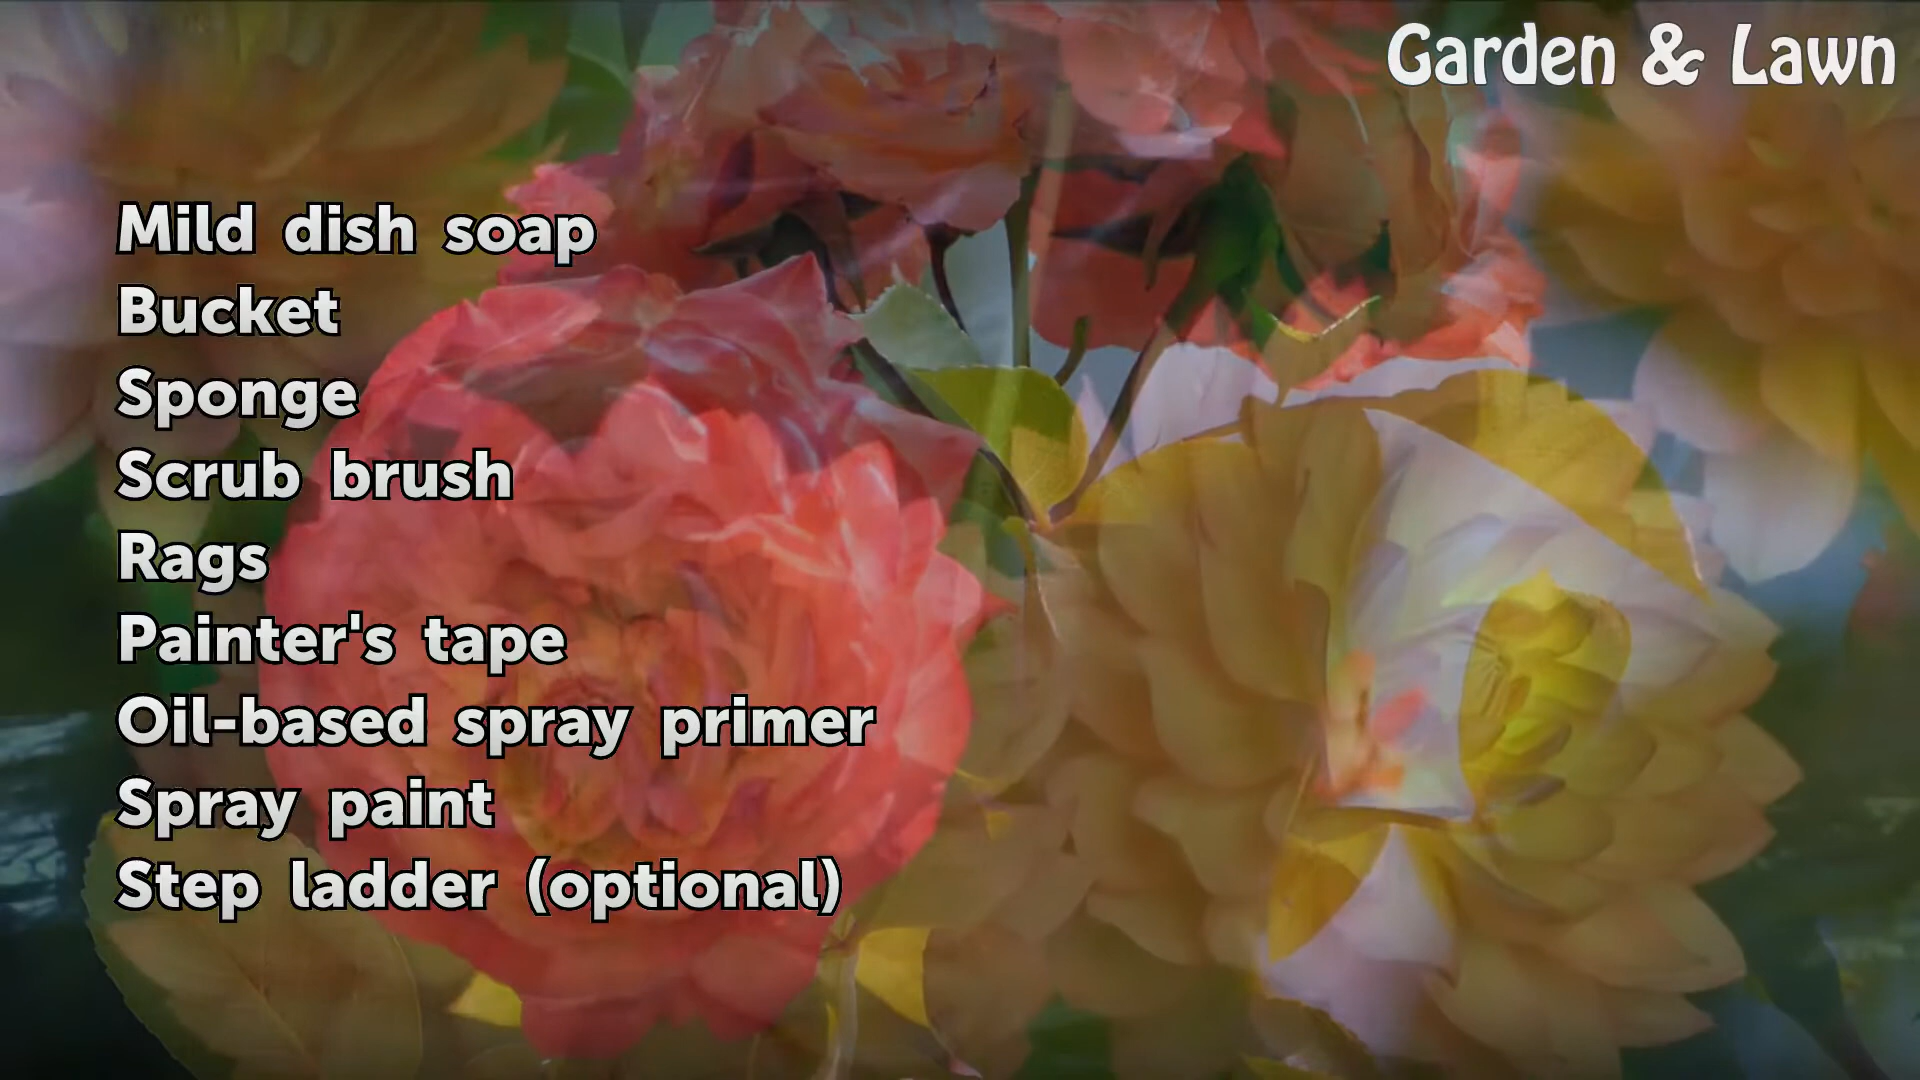 Garden & Lawn
Mild dish soap
Bucket
Sponge
Scrub brush
Rags
Painter's tape
Oil-based spray primer
Spray paint
Step ladder (optional)